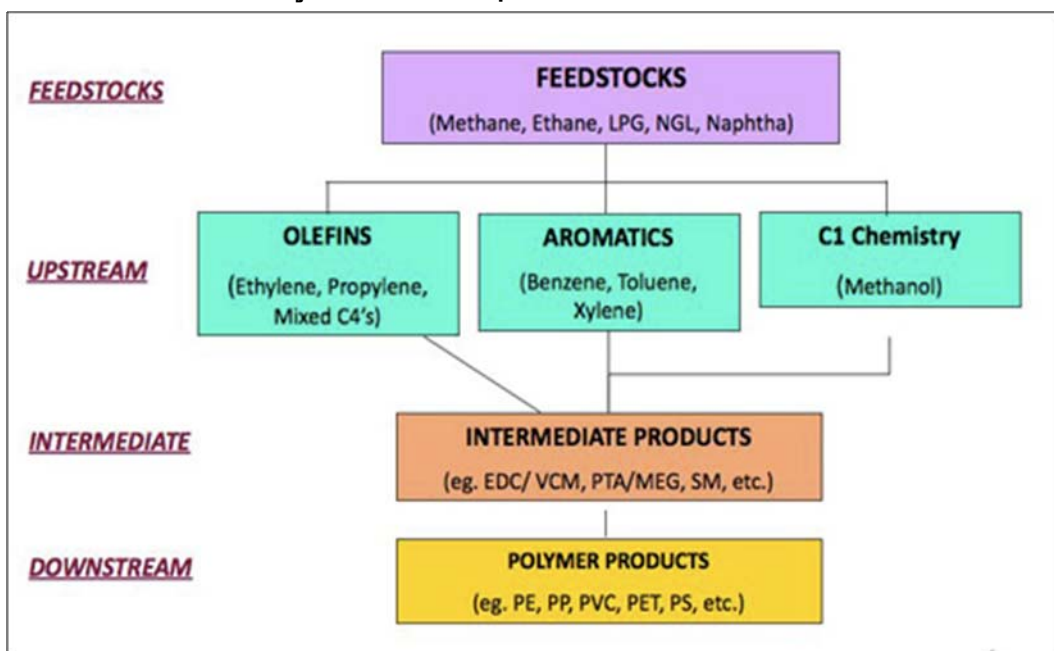 FEEDSTOCKS
FEEDSTOCKS
(Methane, Ethane, LPG, NGL, Naphtha)
UPSTREAM
OLEFINS
(Ethylene, Propylene,
Mixed C4's)
AROMATICS
(Benzene, Toluene,
Xylene)
C1 Chemistry
(Methanol)
INTERMEDIATE
INTERMEDIATE PRODUCTS
(eg. EDC/ VCM, PTA/MEG, SM, etc.)
DOWNSTREAM
POLYMER PRODUCTS
(eg. PE, PP, PVC, PET, PS, etc.)